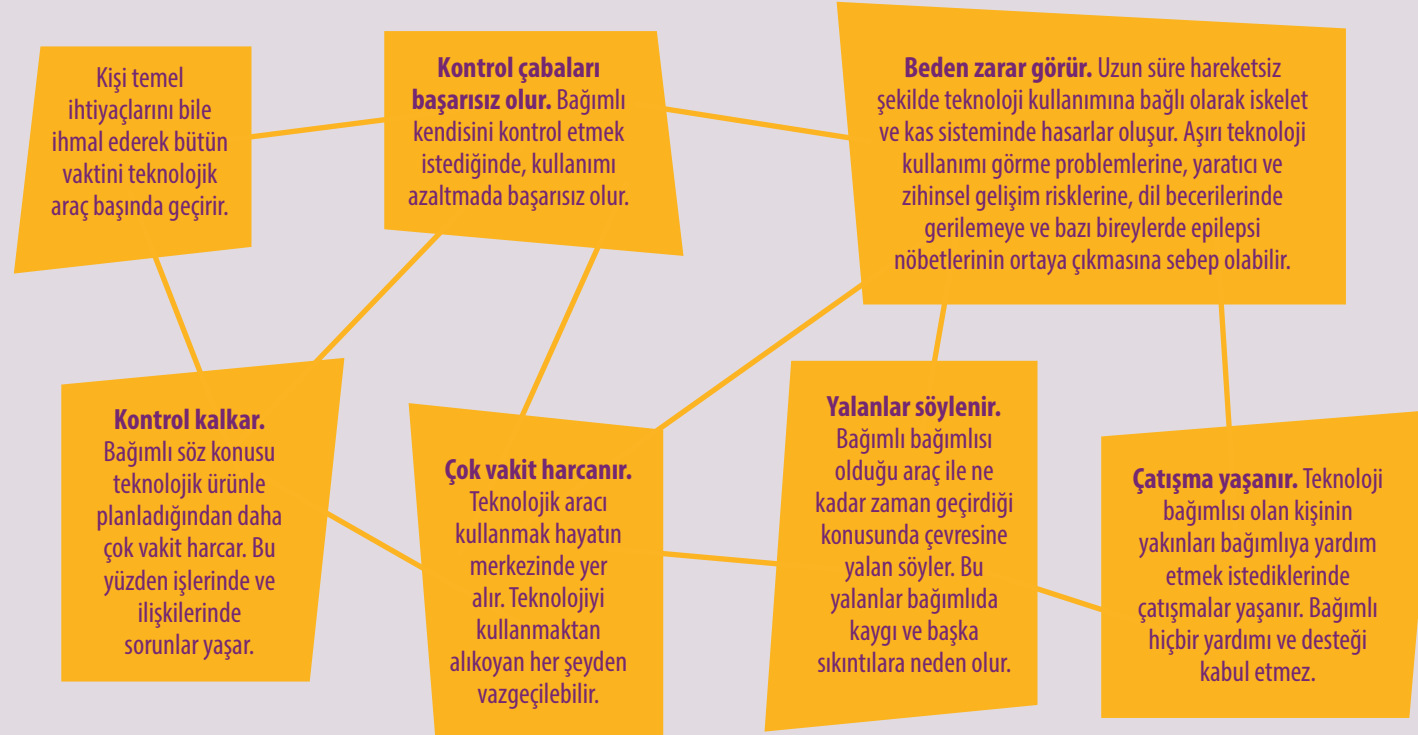 Kişi temel
ihtiyaçlarını bile
ihmal ederek bütün
vaktini teknolojik
araç başında geçirir.
Kontrol çabaları
başarısız olur. Bağımlı
kendisini kontrol etmek
istediğinde, kullanımı
azaltmada başarısız olur.
Beden zarar görür. Uzun süre hareketsiz
şekilde teknoloji kullanımına bağlı olarak iskelet
ve kas sisteminde hasarlar oluşur. Aşırı teknoloji
kullanımı görme problemlerine, yaratıcı ve
zihinsel gelişim risklerine, dil becerilerinde
gerilemeye ve bazı bireylerde epilepsi
nöbetlerinin ortaya çıkmasına sebep olabilir.
Kontrol kalkar.
Bağımlı söz konusu
teknolojik ürünle
planladığından daha
çok vakit harcar. Bu
yüzden işlerinde ve
ilişkilerinde
sorunlar yaşar.
Çok vakit harcanır.
Teknolojik aracı
kullanmak hayatın
merkezinde yer
alır. Teknolojiyi
kullanmaktan
alıkoyan her şeyden
vazgeçilebilir.
Yalanlar söylenir.
Bağımlı bağımlısı
olduğu araç ile ne
kadar zaman geçirdiği
konusunda çevresine
yalan söyler. Bu
yalanlar bağımlıda
kaygı ve başka
sıkıntılara neden olur.
Çatışma yaşanır. Teknoloji
bağımlısı olan kişinin
yakınları bağımlıya yardım
etmek istediklerinde
çatışmalar yaşanır. Bağımlı
hiçbir yardımı ve desteği
kabul etmez.